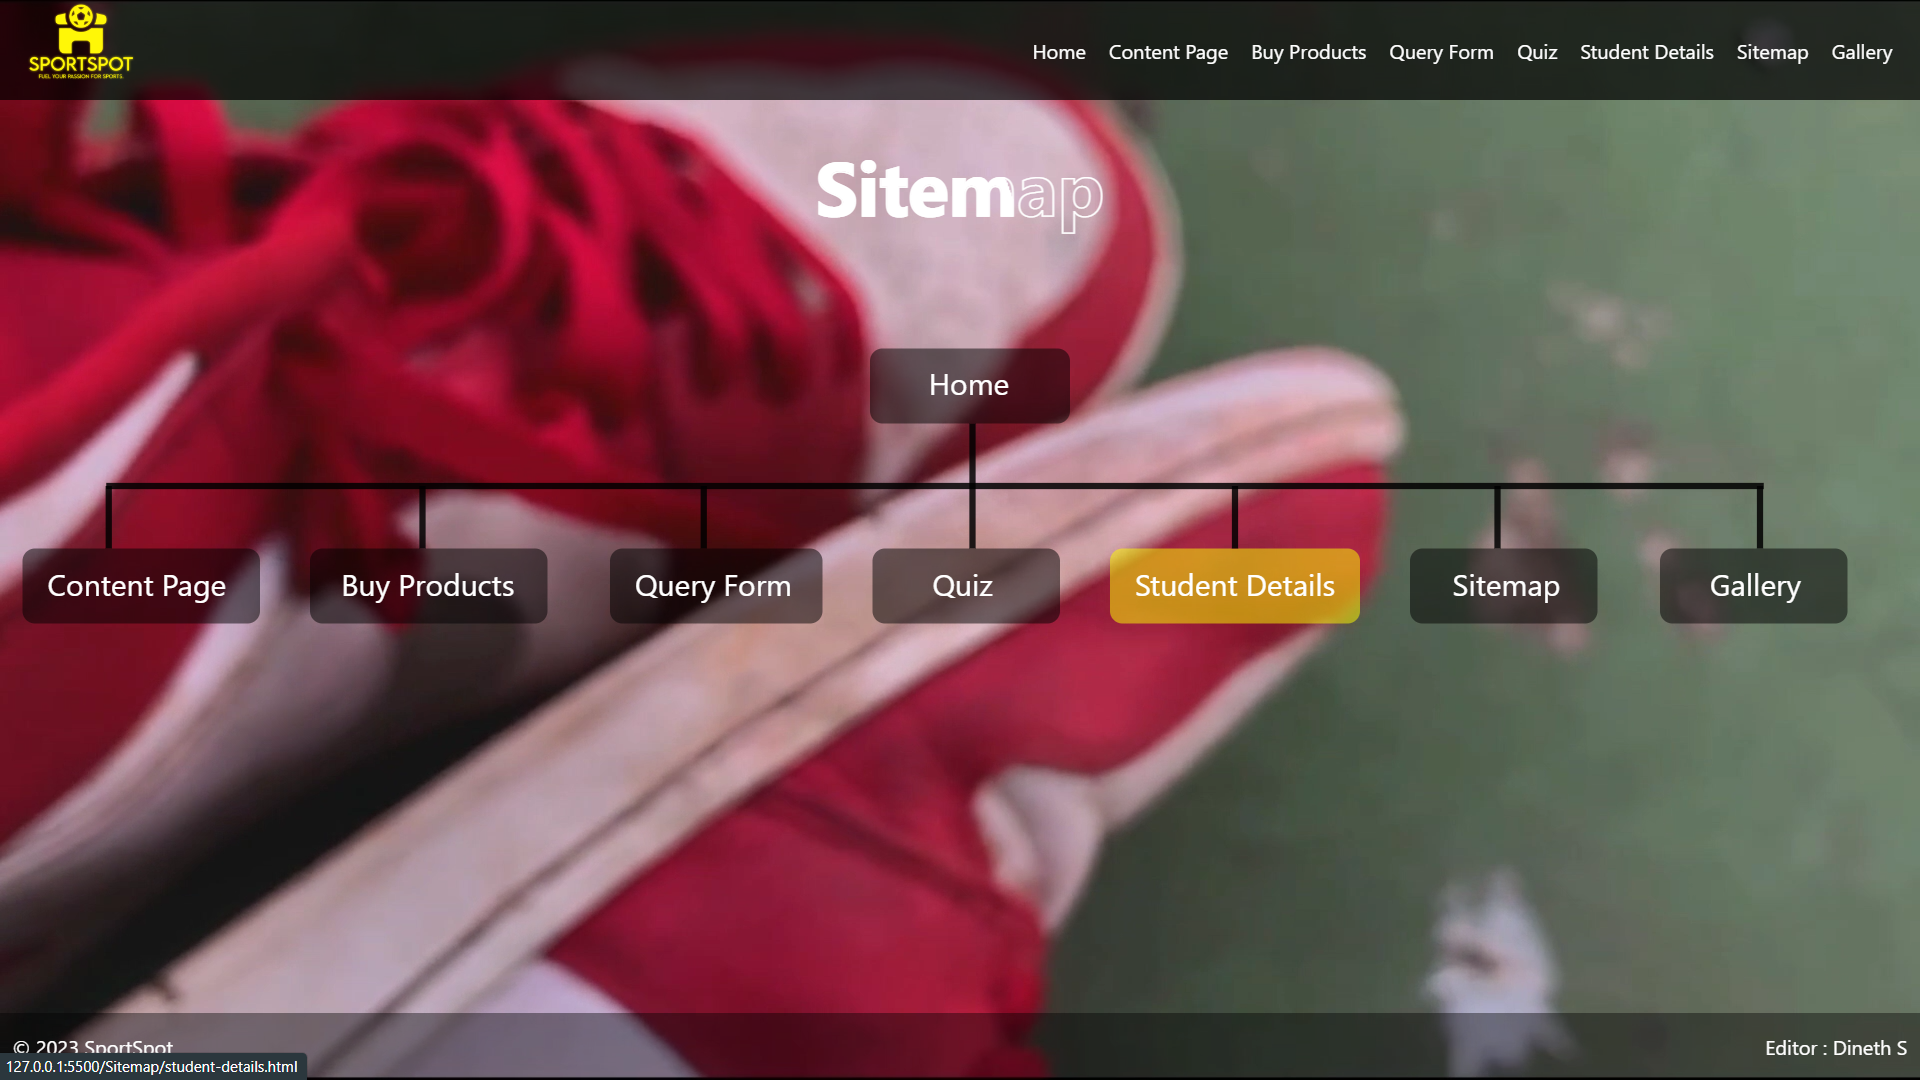 SPORTSPOT
FUEL YOUR PASSION FOR SPORTS
Home Content Page Buy Products Query Form Quiz Student Details Sitemap Gallery
Sitemap
Home
Content Page Buy Products Query Form Quiz Student Details Sitemap Gallery
© 2023 SportSpot
Editor : Dineth S
127.0.0.1:5500/Sitemap/student-details.html